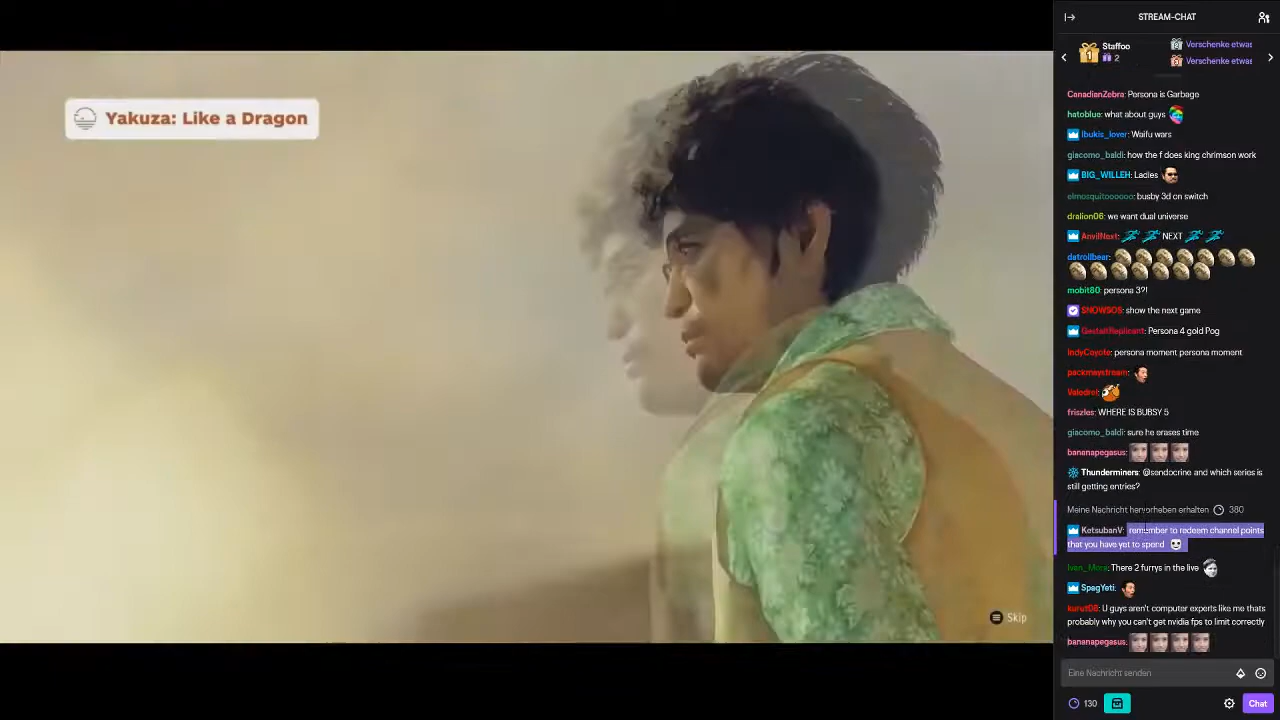 Yakuza: Like a Dragon
Skip
STREAM-CHAT
Staffoo
2
Verschenke etwas
Verschenke etwas
CanadianZebra: Persona is Garbage
hatoblue: what about guys
Ibukis_lover: Waifu wars
giacomo_baldi: how the f does king chrimson work
BIG_WILLEH: Ladies
elmosquitoooooo: busby 3d on switch
dralion06: we want dual universe
AnvilNext: NEXT
datrollbear:
mobit80: persona 3?!
SNOWSOS: show the next game
GestaltReplicant: Persona 4 gold Pog
IndyCoyote: persona moment persona moment
packmaystream:
Valedrel:
friszles: WHERE IS BUBSY 5
giacomo_baldi: sure he erases time
bananapegasus:
Thunderminers: @sendocrine and which series is
still getting entries?
Meine Nachricht hervorheben erhalten 380
KetsubanV: remember to redeem channel points
that you have yet to spend
Ivan_Mora: There 2 furrys in the live
SpagYeti:
kurut08: U guys aren't computer experts like me thats
probably why you can't get nvidia fps to limit correctly
bananapegasus:
Eine Nachricht senden
130
Chat